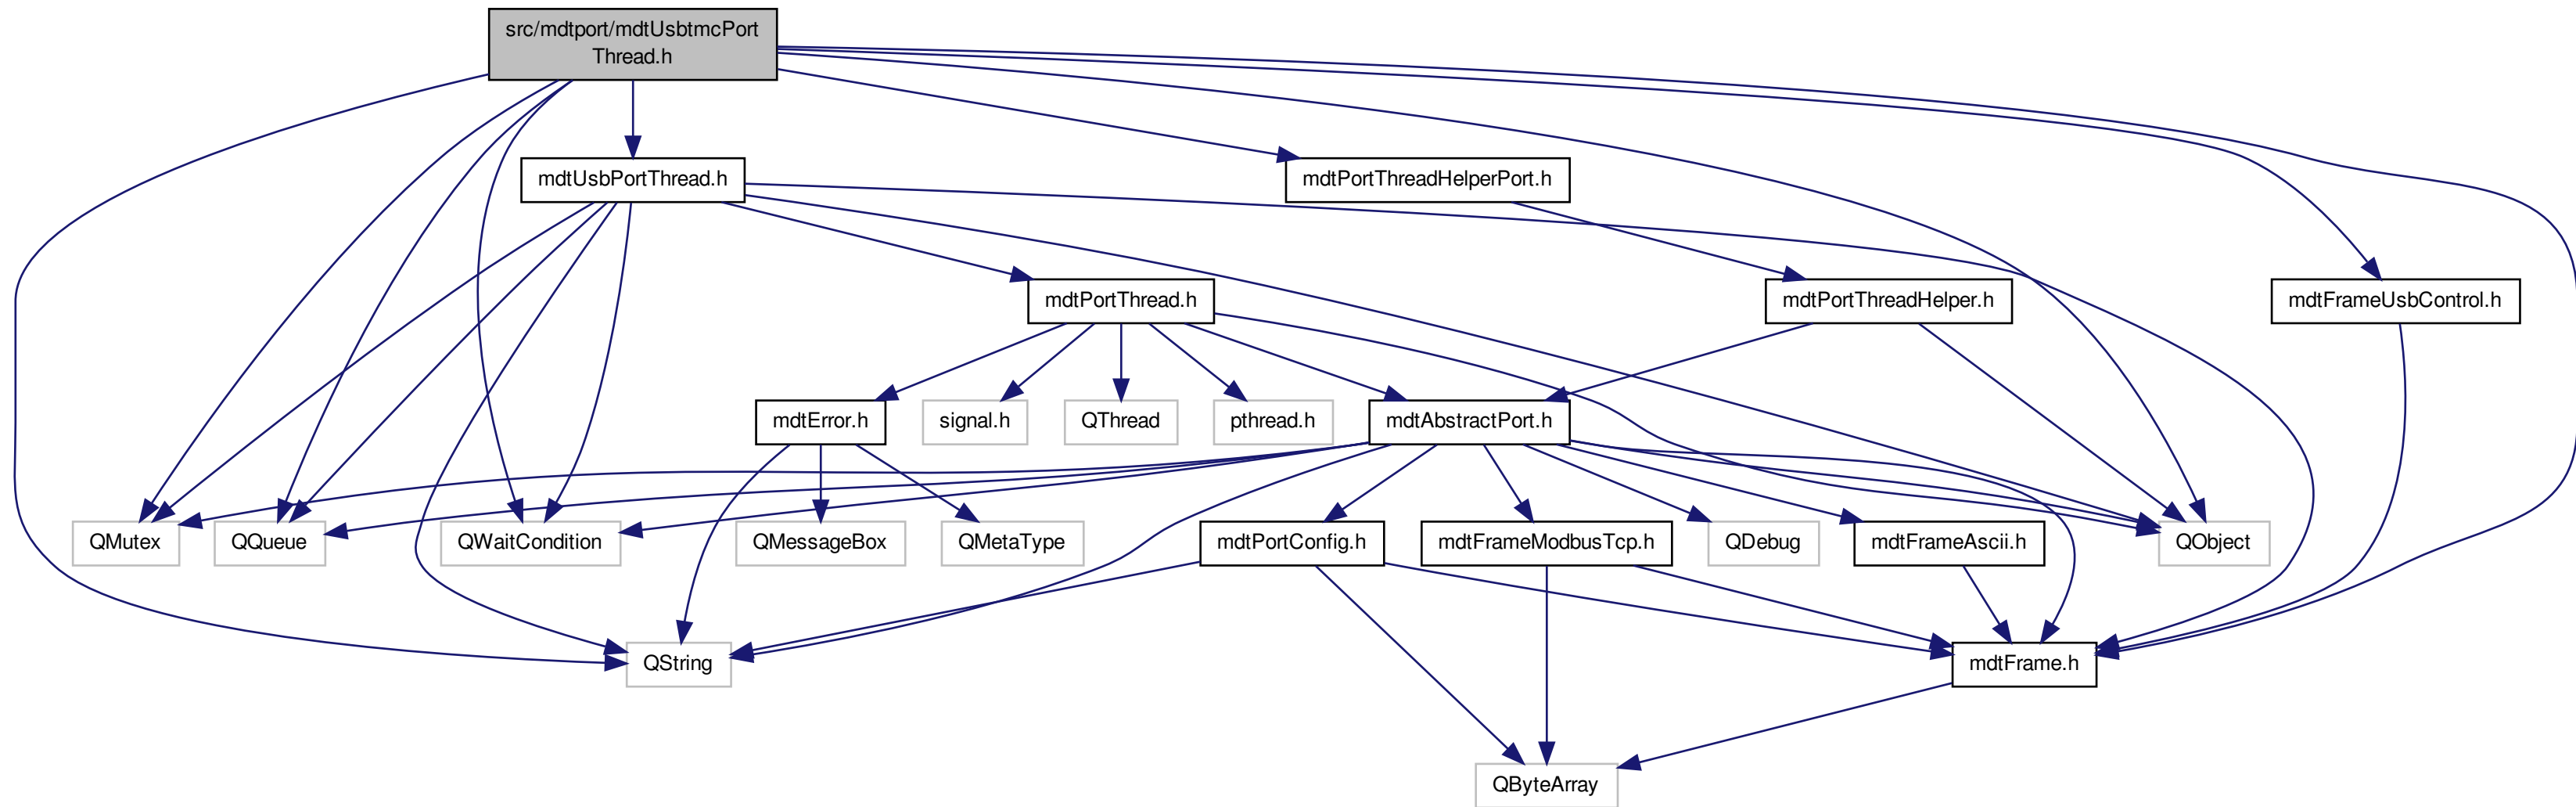 src/mdtport/mdtUsbtmcPort
Thread.h
mdtUsbPortThread.h
mdtPortThreadHelperPort.h
mdtPortThread.h
mdtPortThreadHelper.h
mdtFrameUsbControl.h
mdtError.h
signal.h
QThread
pthread.h
mdtAbstractPort.h
QMutex
QQueue
QWaitCondition
QMessageBox
QMetaType
mdtPortConfig.h
mdtFrameModbusTcp.h
QDebug
mdtFrameAscii.h
QObject
QString
mdtFrame.h
QByteArray